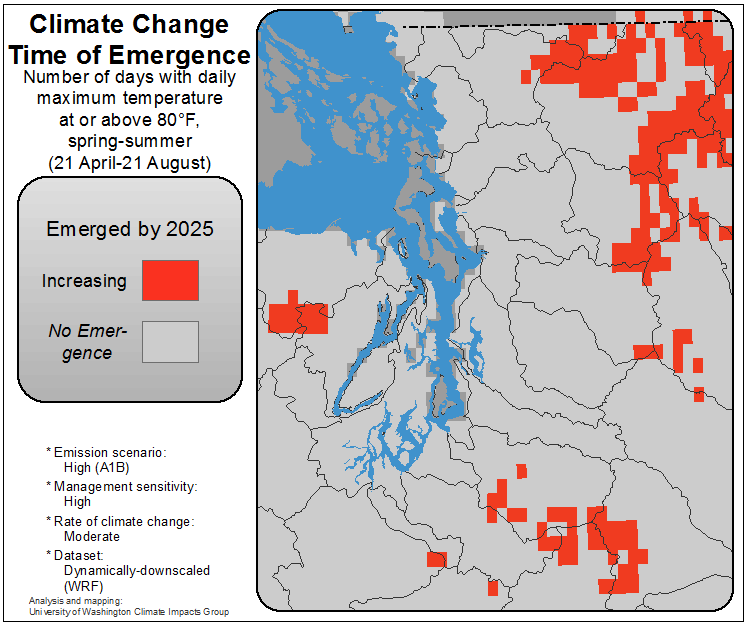 Climate Change
Time of Emergence
Number of days with daily
maximum temperature
at or above 80°F,
spring-summer
(21 April-21 August)
Emerged by 2025
Increasing
No Emer-
gence
* Emission scenario:
High (A1B)
* Management sensitivity:
High
* Rate of climate change:
Moderate
* Dataset:
Dynamically-downscaled
(WRF)
Analysis and mapping:
University of Washington Climate Impacts Group